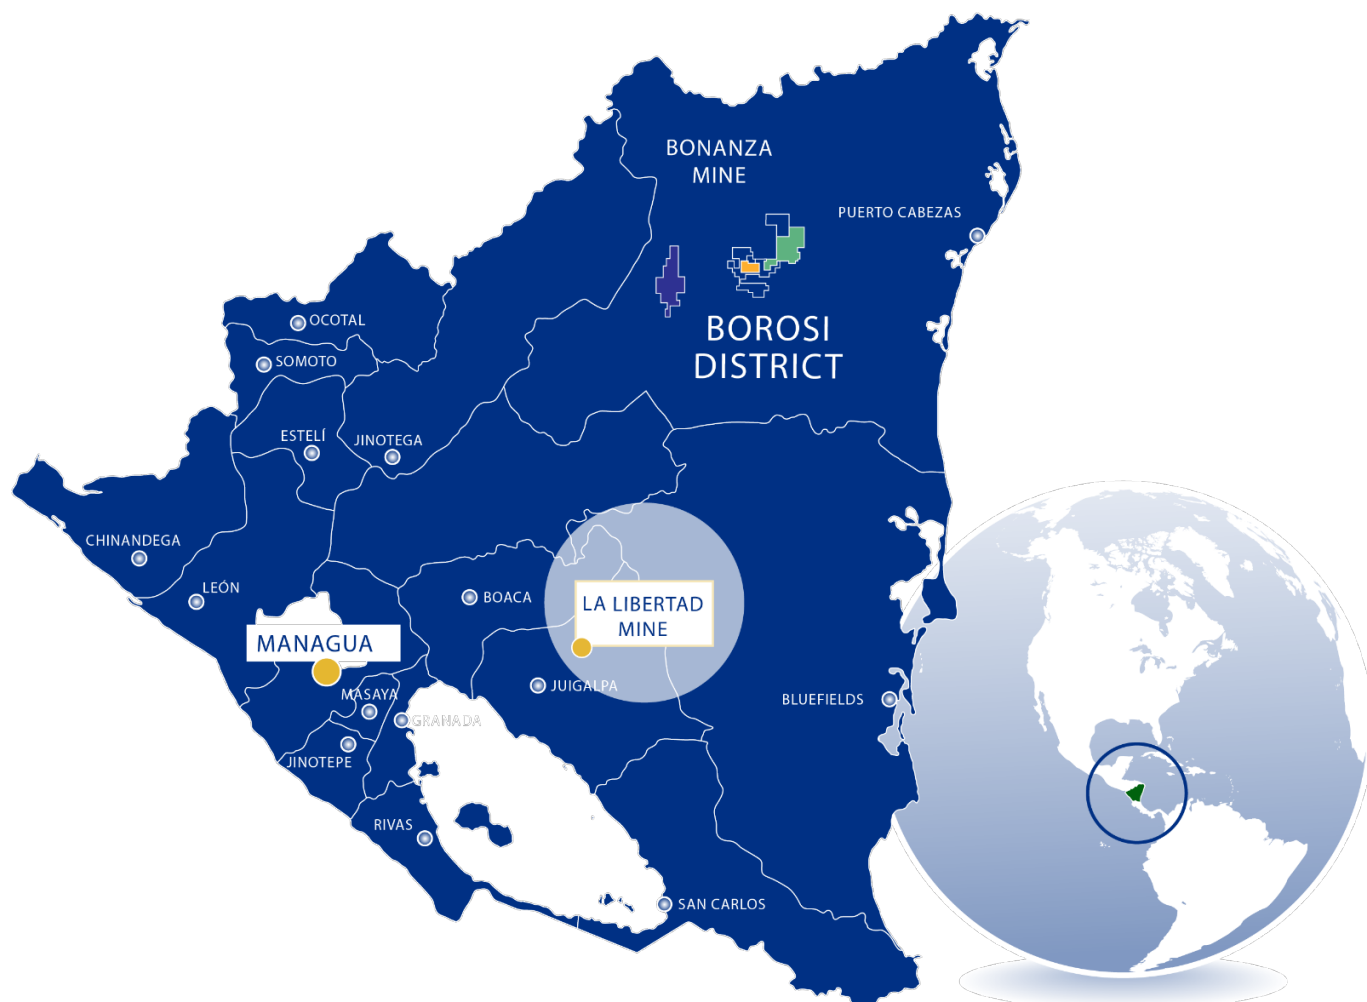 BONANZA
MINE
PUERTO CABEZAS
BOROSI
DISTRICT
OCOTAL
SOMOTO
ESTELÍ
JINOTEGA
CHINANDEGA
LEÓN
BOACA
LA LIBERTAD
MINE
MANAGUA
JUIGALPA
MASAYA
GRANADA
BLUEFIELDS
JINOTEPE
RIVAS
SAN CARLOS